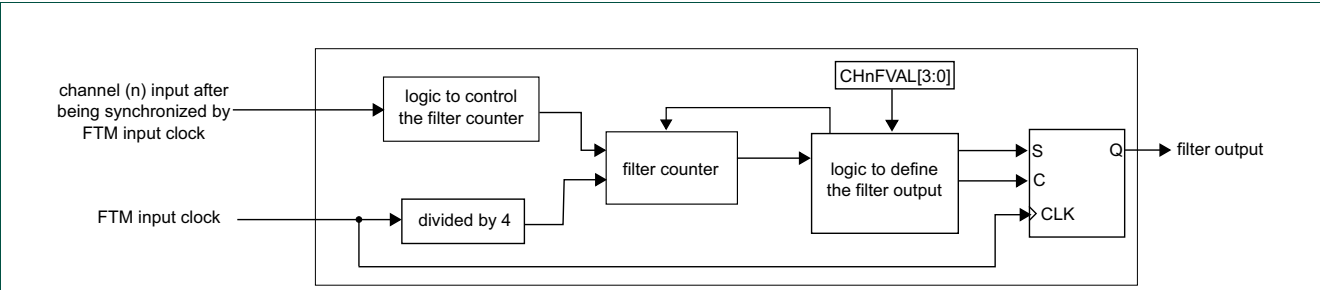 channel (n) input after
being synchronized by
FTM input clock
logic to control
the filter counter
CHnFVAL[3:0]
filter counter
logic to define
the filter output
S
Q
C
CLK
filter output
FTM input clock
divided by 4